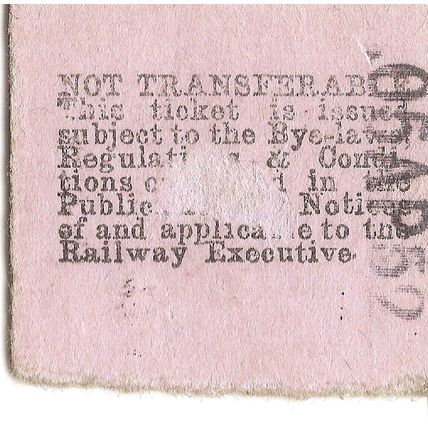 NOT TRANSFERABLE
This ticket is issued
subject to the Bye-laws
Regulations & Condi-
tions in the
Public Notices
of and applicable to the
Railway Executive